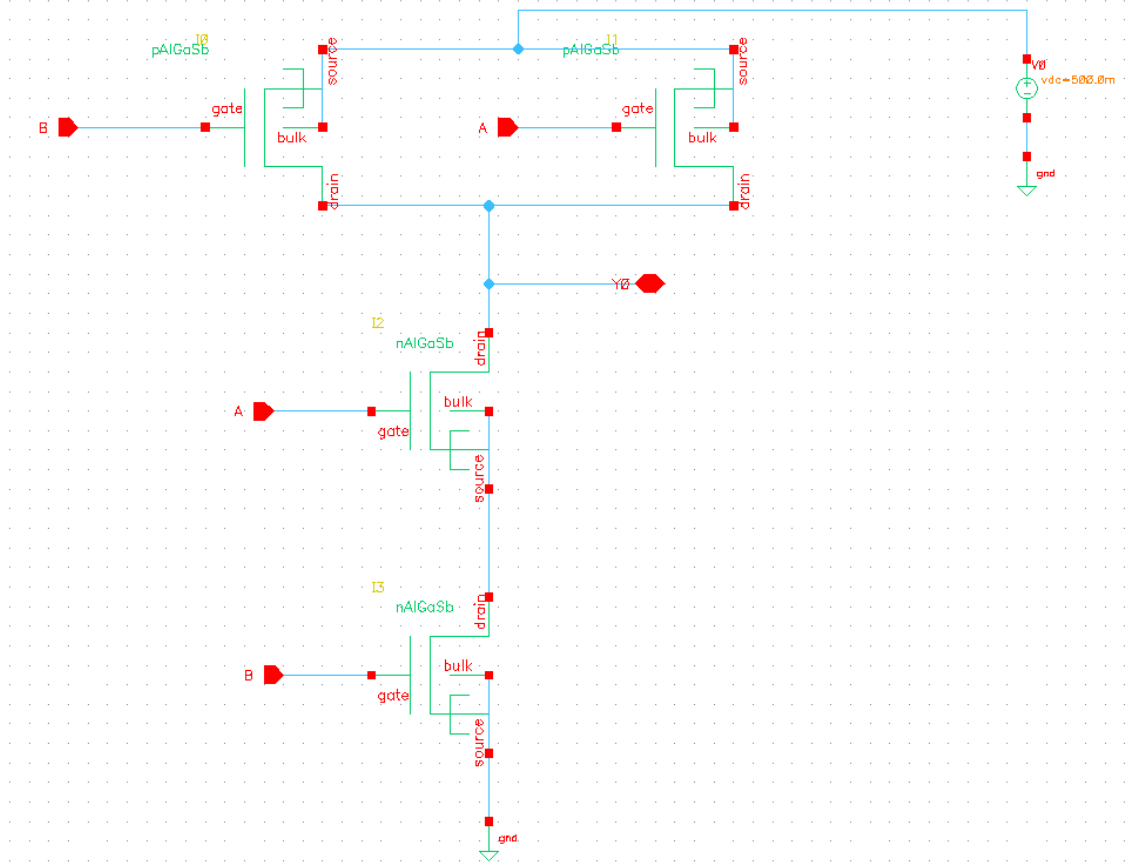 I0
pAlGaSb
source
gate
B
bulk
drain
I1
pAlGaSb
source
gate
A
bulk
drain
V0
vdc=500.0m
gnd
Y0
I2
nAlGaSb
drain
bulk
A
gate
source
I3
nAlGaSb
drain
bulk
B
gate
source
gnd